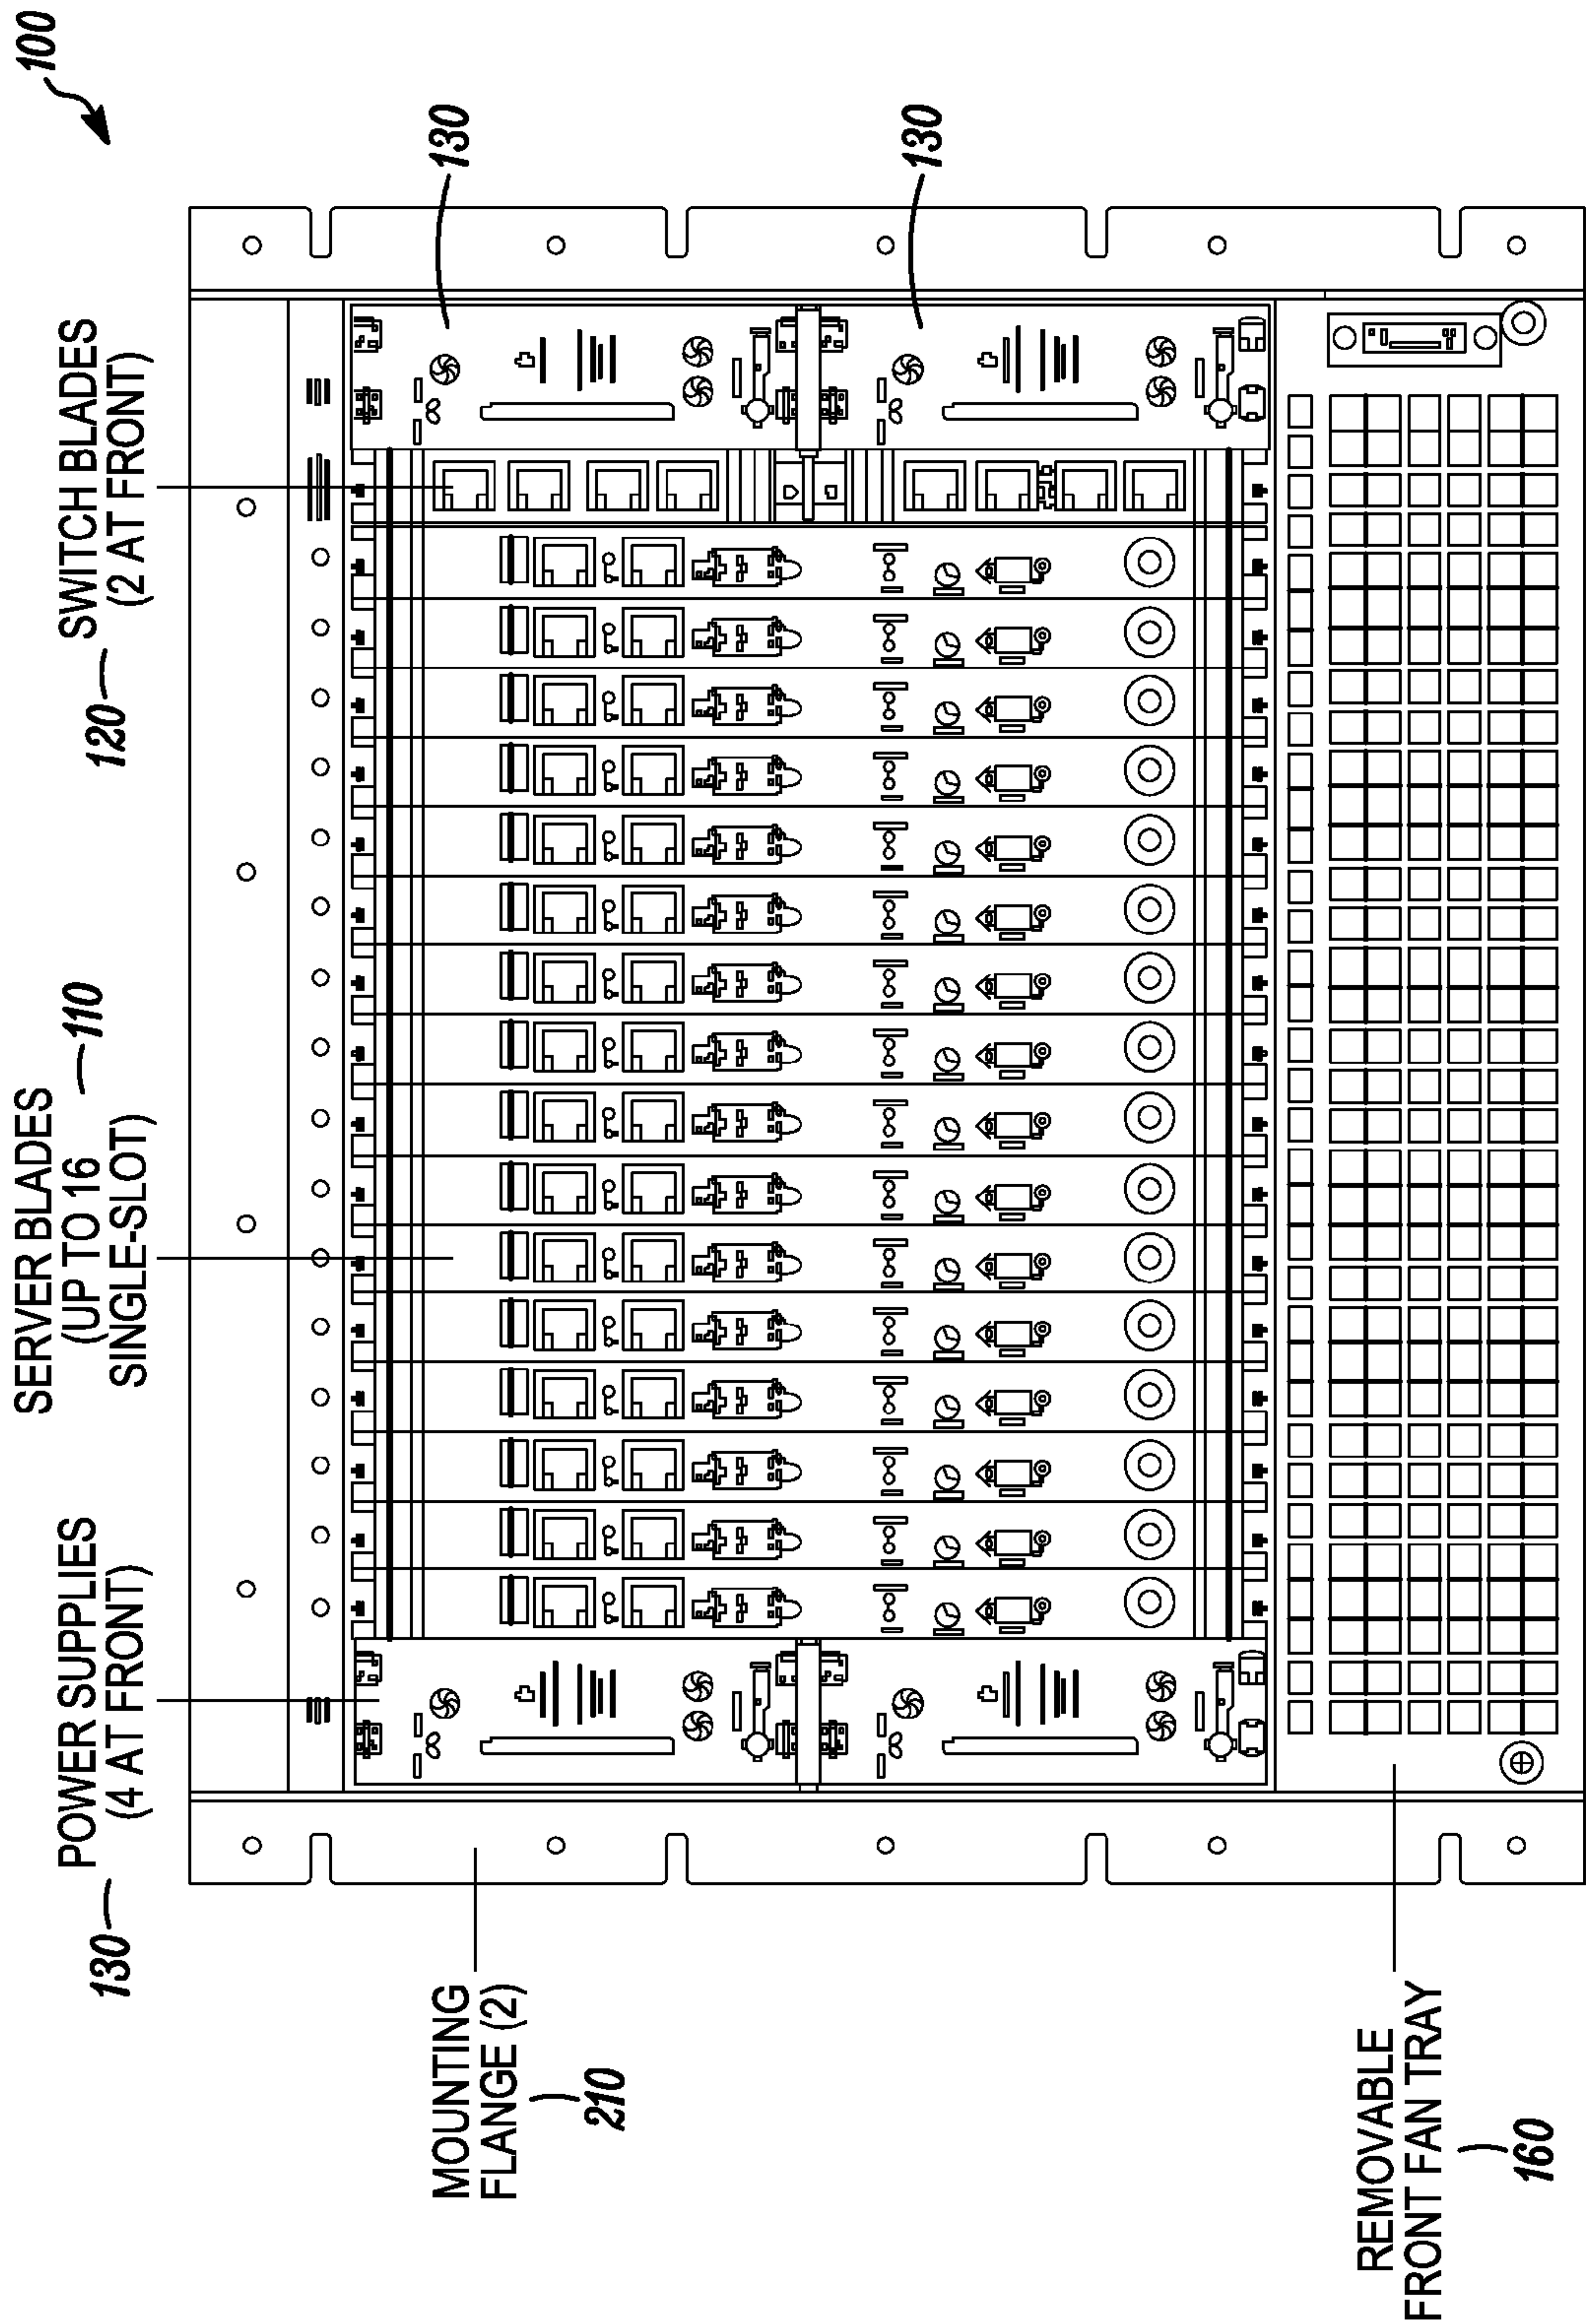 100
130 POWER SUPPLIES
(4 AT FRONT)
SERVER BLADES
(UP TO 16
SINGLE-SLOT)
110
120 SWITCH BLADES
(2 AT FRONT)
130
130
MOUNTING
FLANGE (2)
210
REMOVABLE
FRONT FAN TRAY
160